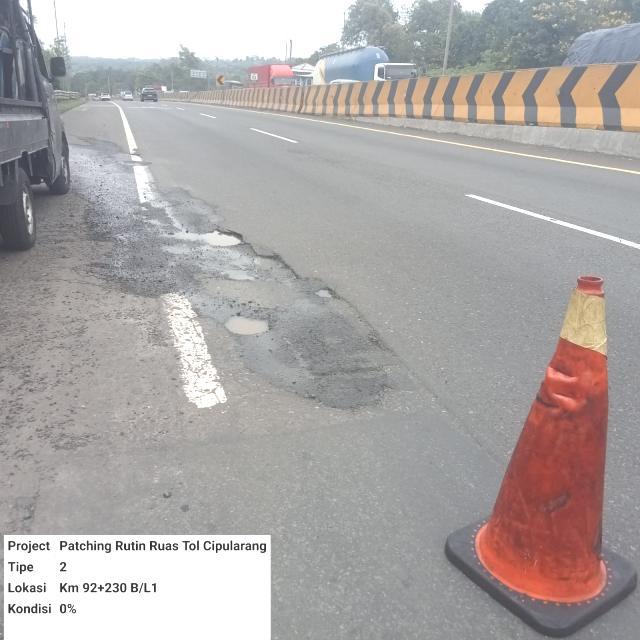 Project Patching Rutin Ruas Tol Cipularang
Tipe 2
Lokasi Km 92+230 B/L1
Kondisi 0%